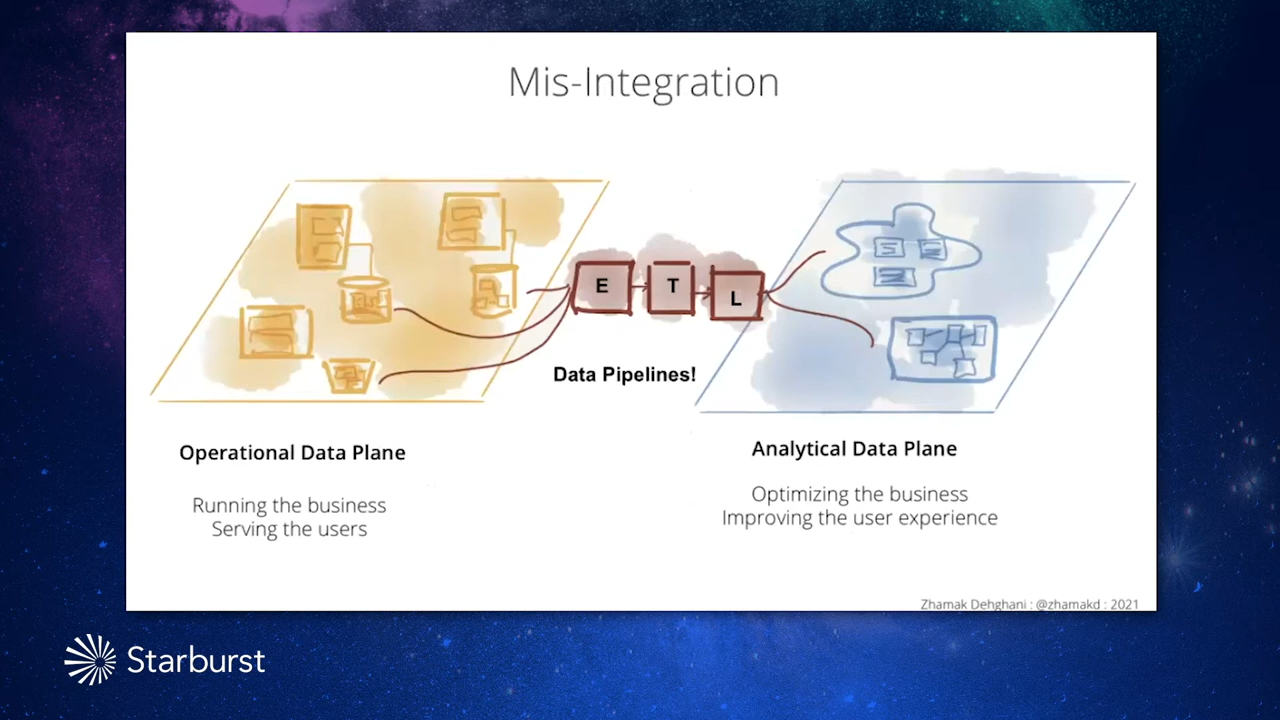 Mis-Integration
E
T
L
Data Pipelines!
Operational Data Plane
Running the business
Serving the users
Analytical Data Plane
Optimizing the business
Improving the user experience
Zhamak Dehghani : @zhamakd : 2021
Starburst